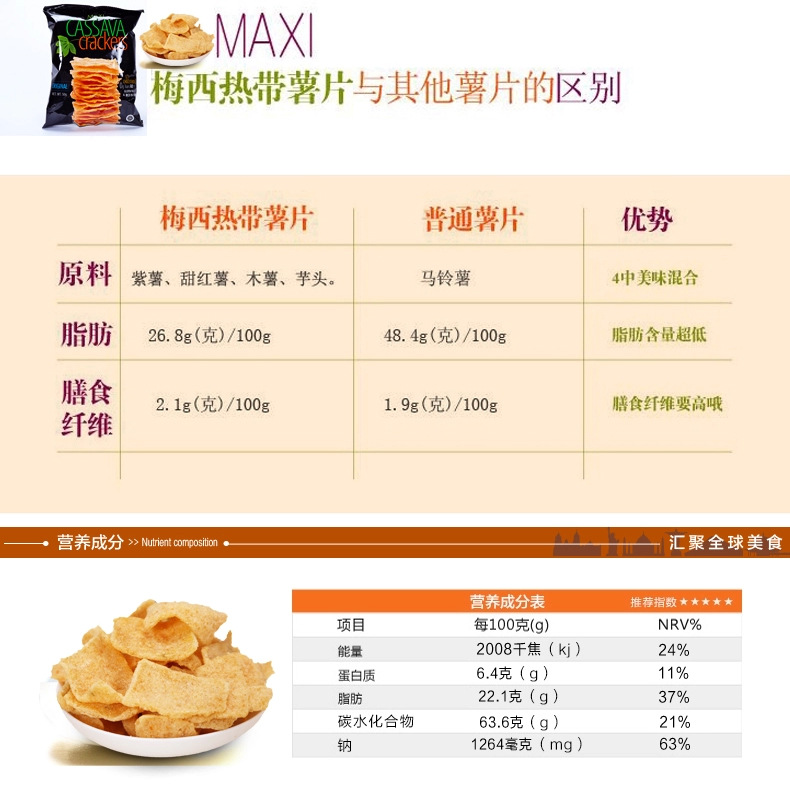 CASSAVA
crackers
MAXI
梅西热带薯片与其他薯片的区别
梅西热带薯片 普通薯片 优势
原料 紫薯、甜红薯、木薯、芋头。 马铃薯 4中美味混合
脂肪 26.8g(克)/100g 48.4g(克)/100g 脂肪含量超低
膳食纤维 2.1g(克)/100g 1.9g(克)/100g 膳食纤维要高哦
营养成分 >> Nutrient composition 汇聚全球美食
营养成分表 推荐指数★★★★★
项目 每100克(g) NRV%
能量 2008千焦（kj） 24%
蛋白质 6.4克（g） 11%
脂肪 22.1克（g） 37%
碳水化合物 63.6克（g） 21%
钠 1264毫克（mg） 63%